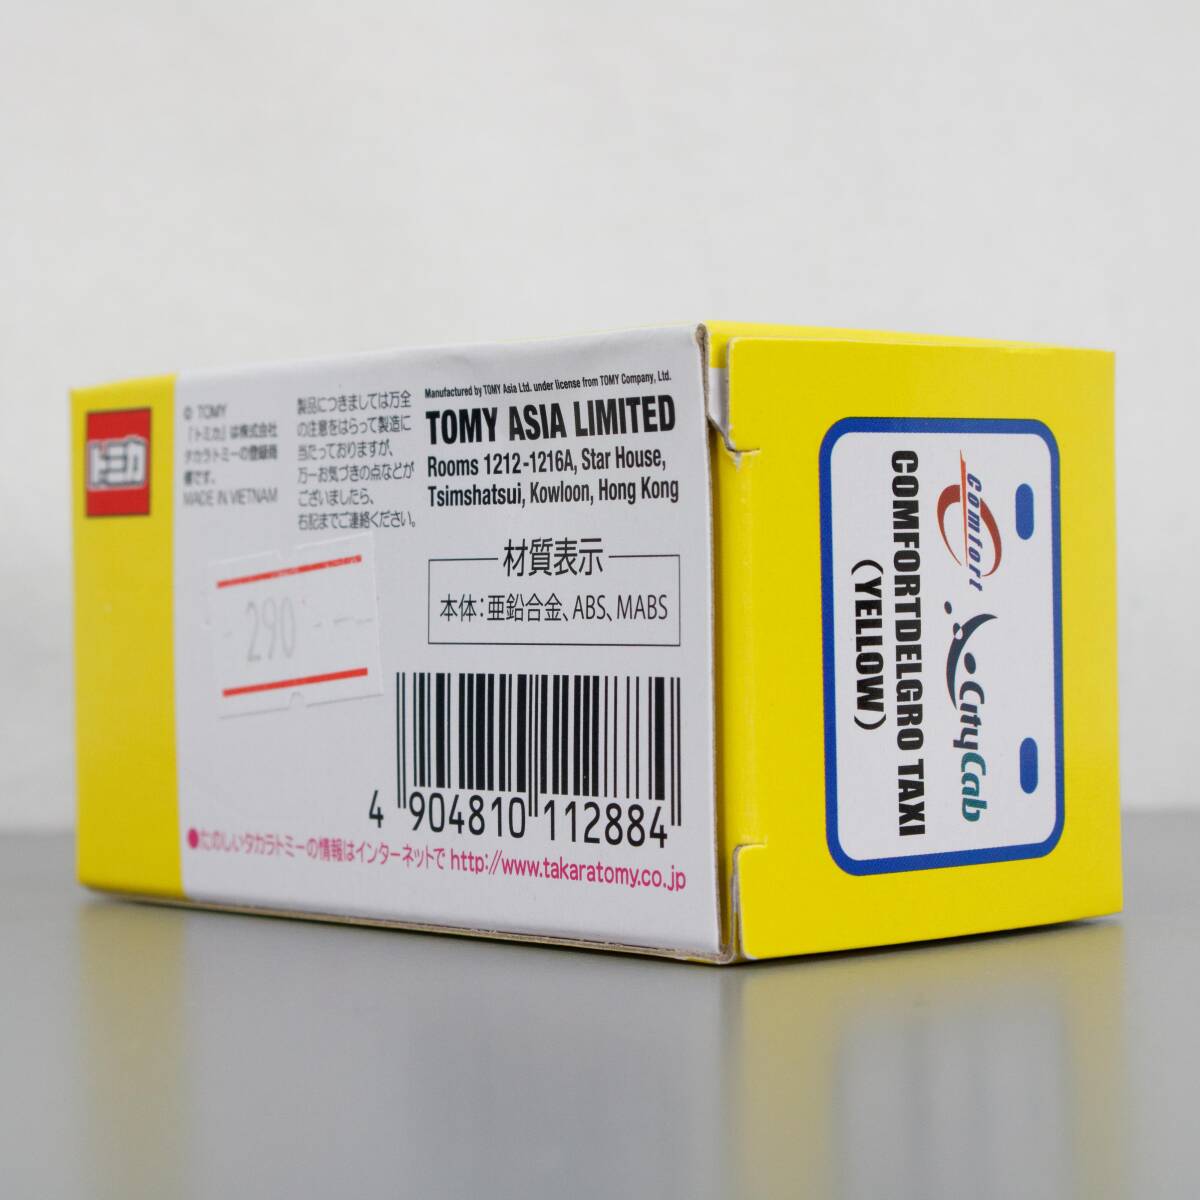 トミカ
© TOMY
「トミカ」は株式会社
タカラトミーの登録商
標です。
MADE IN VIETNAM
製品につきましては万全
の注意をはらって製造に
当たっておりますが、
万一お気づきの点などが
ございましたら、
右記までご連絡ください。
Manufactured by TOMY Asia Ltd. under license from TOMY Company, Ltd.
TOMY ASIA LIMITED
Rooms 1212-1216A, Star House,
Tsimshatsui, Kowloon, Hong Kong
材質表示
本体：亜鉛合金、ABS、MABS
290
4 904810 112884
●たのしいタカラトミーの情報はインターネットで http://www.takaratomy.co.jp
Comfort CityCab
COMFORTDELGRO TAXI
(YELLOW)